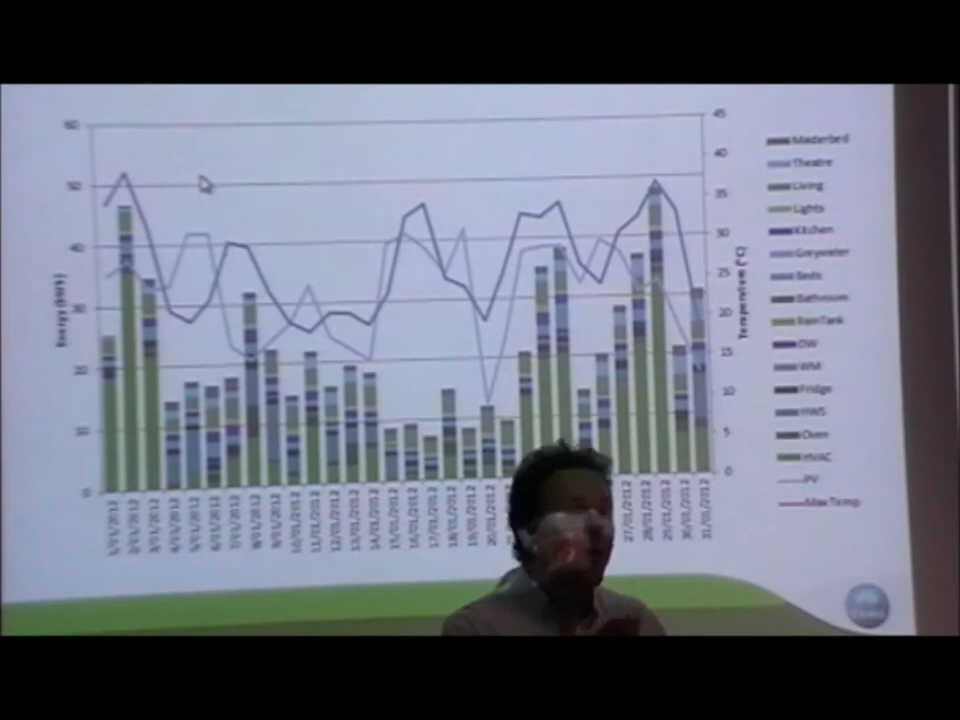 60
50
40
30
20
10
0
Energy (kWh)
45
40
35
30
25
20
15
10
5
0
Temperature (°C)
Masterbed
Theatre
Living
Lights
Kitchen
Greywater
Beds
Bathroom
RainTank
DW
WM
Fridge
HWS
Oven
HVAC
PV
Max Temp
1/01/2012
2/01/2012
3/01/2012
4/01/2012
5/01/2012
6/01/2012
7/01/2012
8/01/2012
9/01/2012
10/01/2012
11/01/2012
12/01/2012
13/01/2012
14/01/2012
15/01/2012
16/01/2012
17/01/2012
18/01/2012
19/01/2012
20/01/2012
27/01/2012
28/01/2012
29/01/2012
30/01/2012
31/01/2012